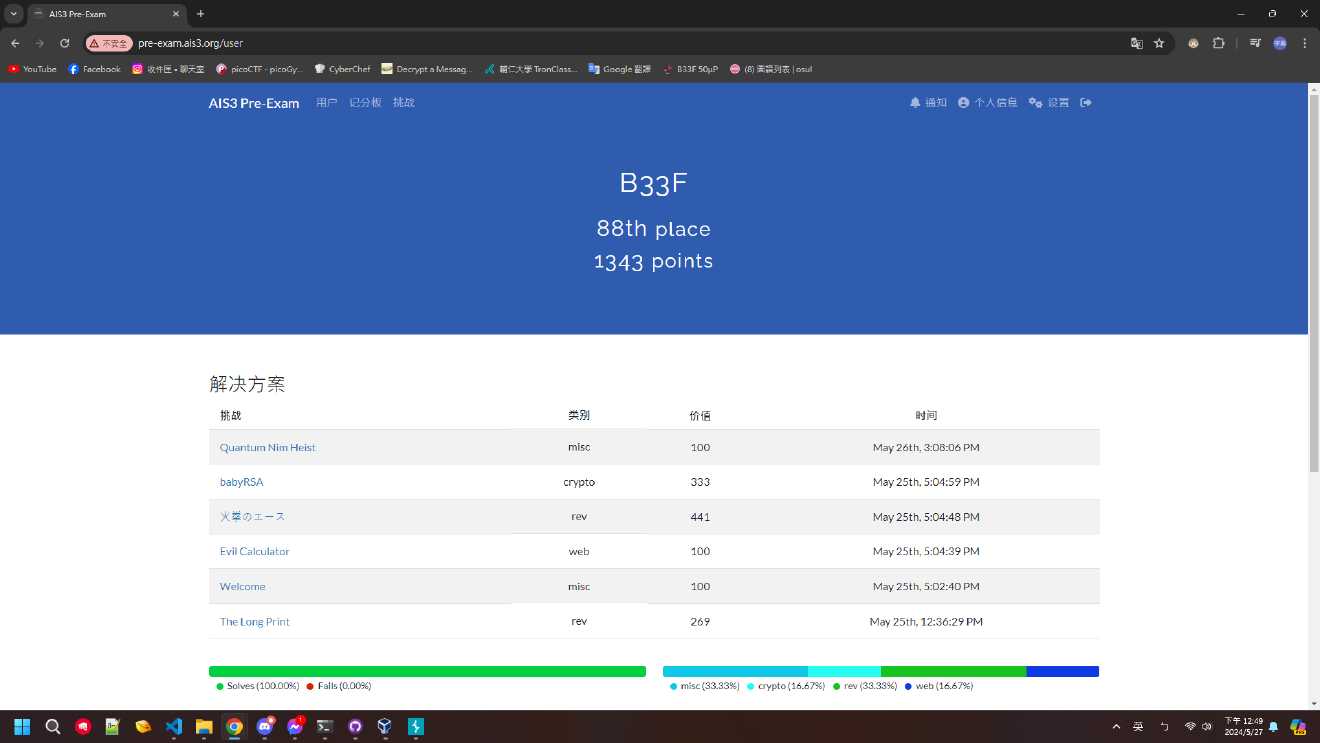 AIS3 Pre-Exam
不安全 pre-exam.ais3.org/user
YouTube Facebook 收件匣 • 聊天室 picoCTF - picoGy... CyberChef Decrypt a Messag... 輔仁大學 TronClass... Google 翻譯 B33F 50µP (8) 圖譜列表 | osu!
AIS3 Pre-Exam 用户 记分板 挑战 通知 个人信息 设置
B33F
88th place
1343 points
解决方案
挑战 类别 价值 时间
Quantum Nim Heist misc 100 May 26th, 3:08:06 PM
babyRSA crypto 333 May 25th, 5:04:59 PM
火拳のエース rev 441 May 25th, 5:04:48 PM
Evil Calculator web 100 May 25th, 5:04:39 PM
Welcome misc 100 May 25th, 5:02:40 PM
The Long Print rev 269 May 25th, 12:36:29 PM
Solves (100.00%) Fails (0.00%) misc (33.33%) crypto (16.67%) rev (33.33%) web (16.67%)
英 ㄅ 下午 12:49
2024/5/27